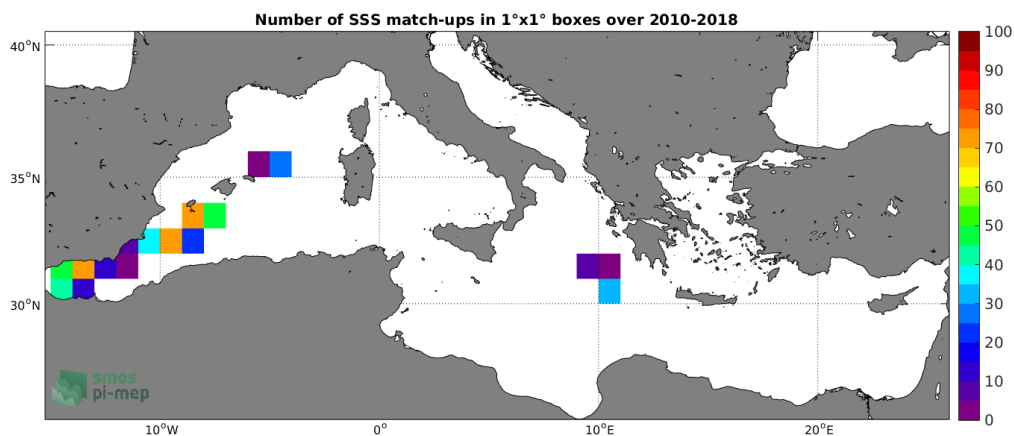 Number of SSS match-ups in 1°x1° boxes over 2010-2018
40°N
35°N
30°N
10°W
0°
10°E
20°E
100
90
80
70
60
50
40
30
20
10
0
smos
pi-mep